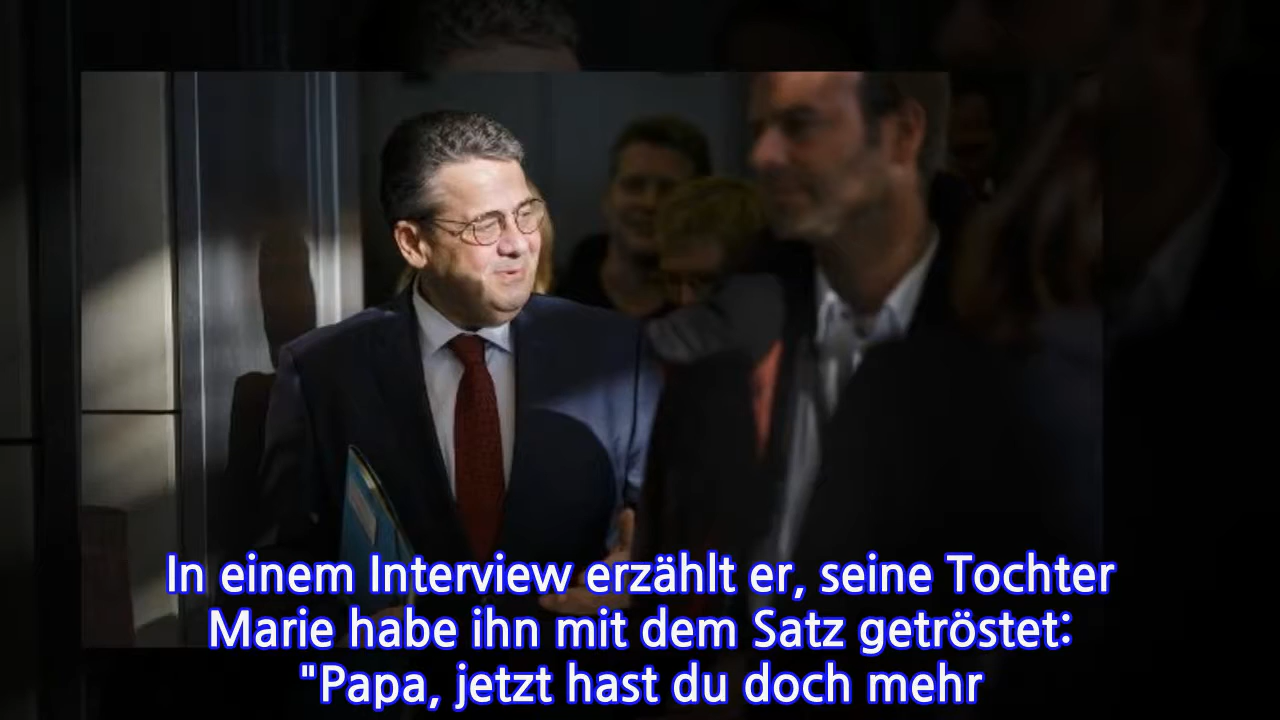 In einem Interview erzählt er, seine Tochter
Marie habe ihn mit dem Satz getröstet:
"Papa, jetzt hast du doch mehr